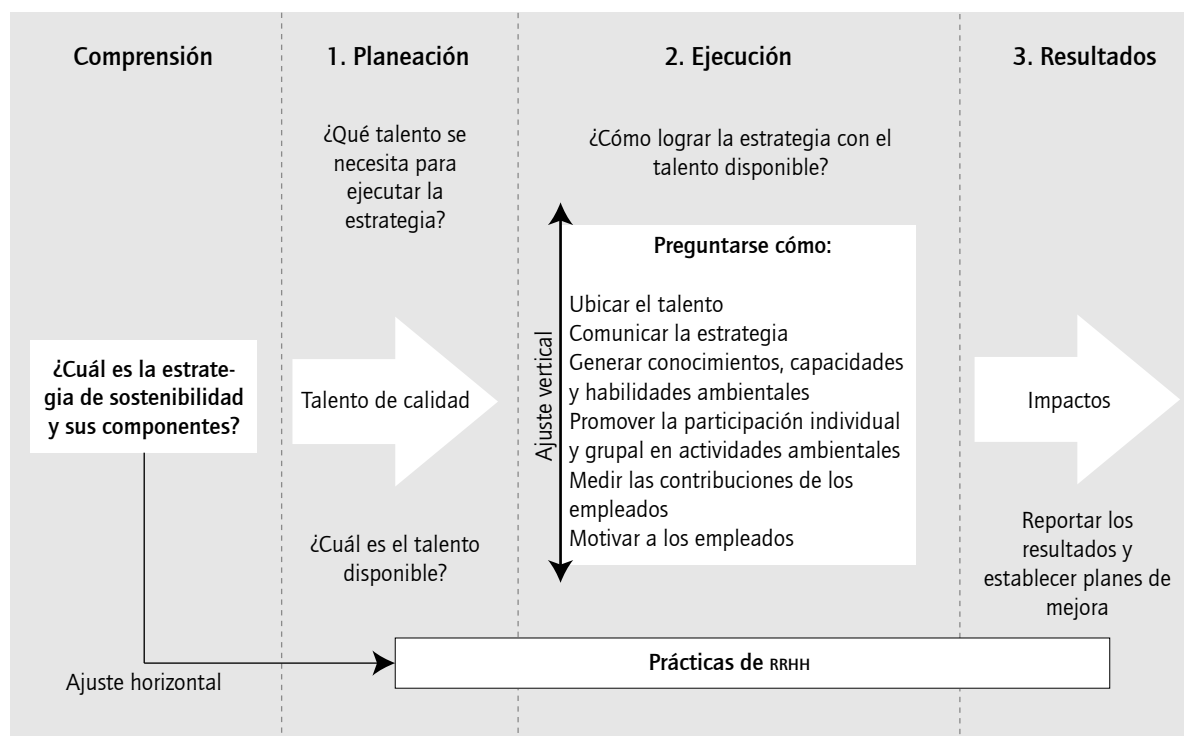 Comprensión
1. Planeación
2. Ejecución
3. Resultados
¿Qué talento se
necesita para
ejecutar la
estrategia?
¿Cómo lograr la estrategia con el
talento disponible?
¿Cuál es la estrate-
gia de sostenibilidad
y sus componentes?
Talento de calidad
¿Cuál es el talento
disponible?
Ajuste vertical
Preguntarse cómo:
Ubicar el talento
Comunicar la estrategia
Generar conocimientos, capacidades
y habilidades ambientales
Promover la participación individual
y grupal en actividades ambientales
Medir las contribuciones de los
empleados
Motivar a los empleados
Impactos
Reportar los
resultados y
establecer planes de
mejora
Prácticas de RRHH
Ajuste horizontal